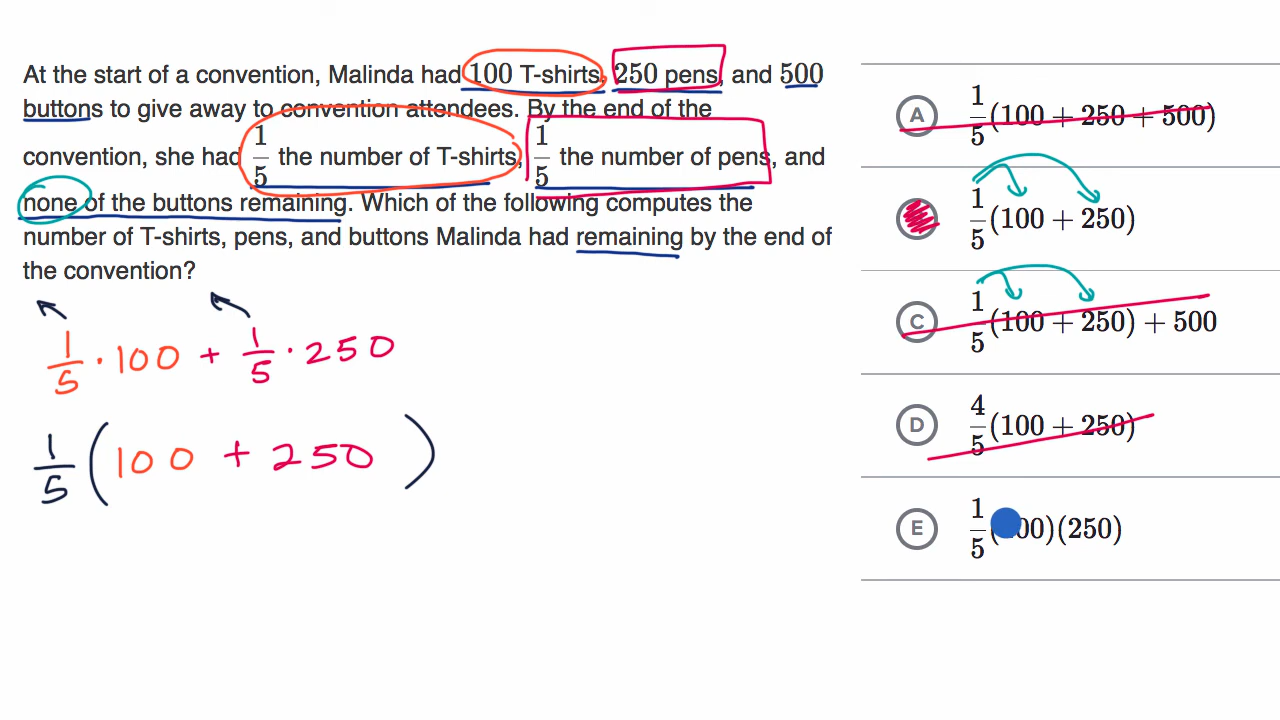 At the start of a convention, Malinda had 100 T-shirts, 250 pens, and 500
buttons to give away to convention attendees. By the end of the
convention, she had 1/5 the number of T-shirts, 1/5 the number of pens, and
none of the buttons remaining. Which of the following computes the
number of T-shirts, pens, and buttons Malinda had remaining by the end of
the convention?
1/5 · 100 + 1/5 · 250
1/5 (100 + 250)
A 1/5(100 + 250 + 500)
1/5(100 + 250)
C 1/5(100 + 250) + 500
D 4/5(100 + 250)
E 1/5( 00)(250)